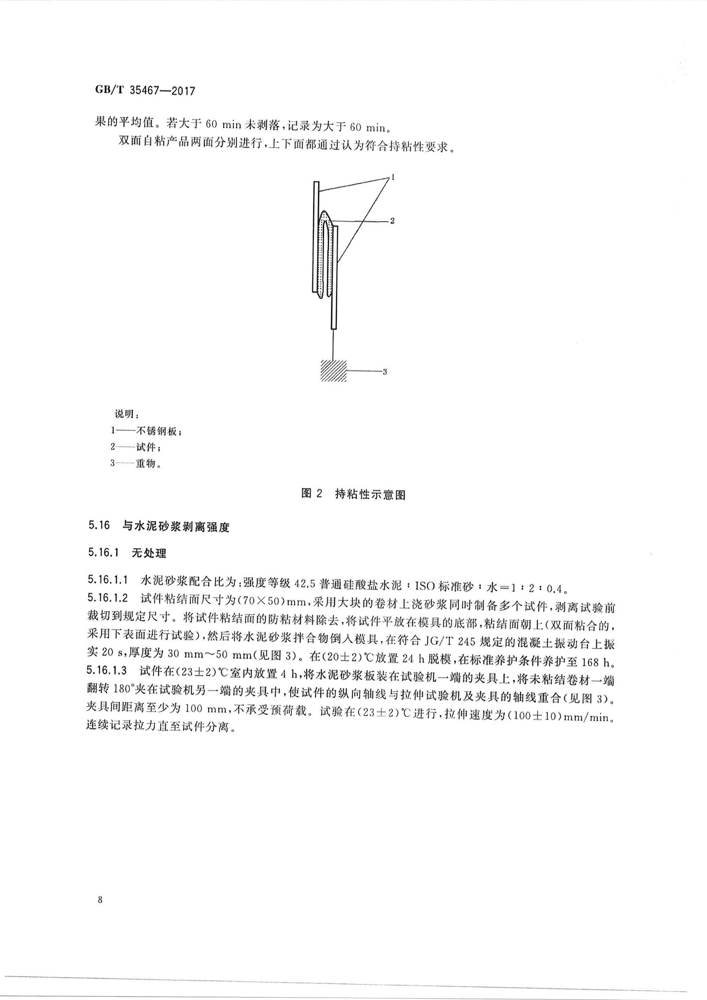 GB/T 35467—2017
果的平均值。若大于 60 min 未剥落,记录为大于 60 min。
双面自粘产品两面分别进行,上下面都通过认为符合持粘性要求。
1
2
3
说明:
1——不锈钢板;
2——试件;
3——重物。
图 2 持粘性示意图
5.16 与水泥砂浆剥离强度
5.16.1 无处理
5.16.1.1 水泥砂浆配合比为:强度等级 42.5 普通硅酸盐水泥:ISO 标准砂:水=1:2:0.4。
5.16.1.2 试件粘结面尺寸为(70×50)mm,采用大块的卷材上浇砂浆同时制备多个试件,剥离试验前
裁切到规定尺寸。将试件粘结面的防粘材料除去,将试件平放在模具的底部,粘结面朝上(双面粘合的,
采用下表面进行试验),然后将水泥砂浆拌合物倒入模具,在符合 JG/T 245 规定的混凝土振动台上振
实 20 s,厚度为 30 mm~50 mm(见图 3)。在(20±2)℃放置 24 h 脱模,在标准养护条件养护至 168 h。
5.16.1.3 试件在(23±2)℃室内放置 4 h,将水泥砂浆板装在试验机一端的夹具上,将未粘结卷材一端
翻转 180°夹在试验机另一端的夹具中,使试件的纵向轴线与拉伸试验机及夹具的轴线重合(见图 3)。
夹具间距离至少为 100 mm,不承受预荷载。试验在(23±2)℃进行,拉伸速度为(100±10)mm/min。
连续记录拉力直至试件分离。
8